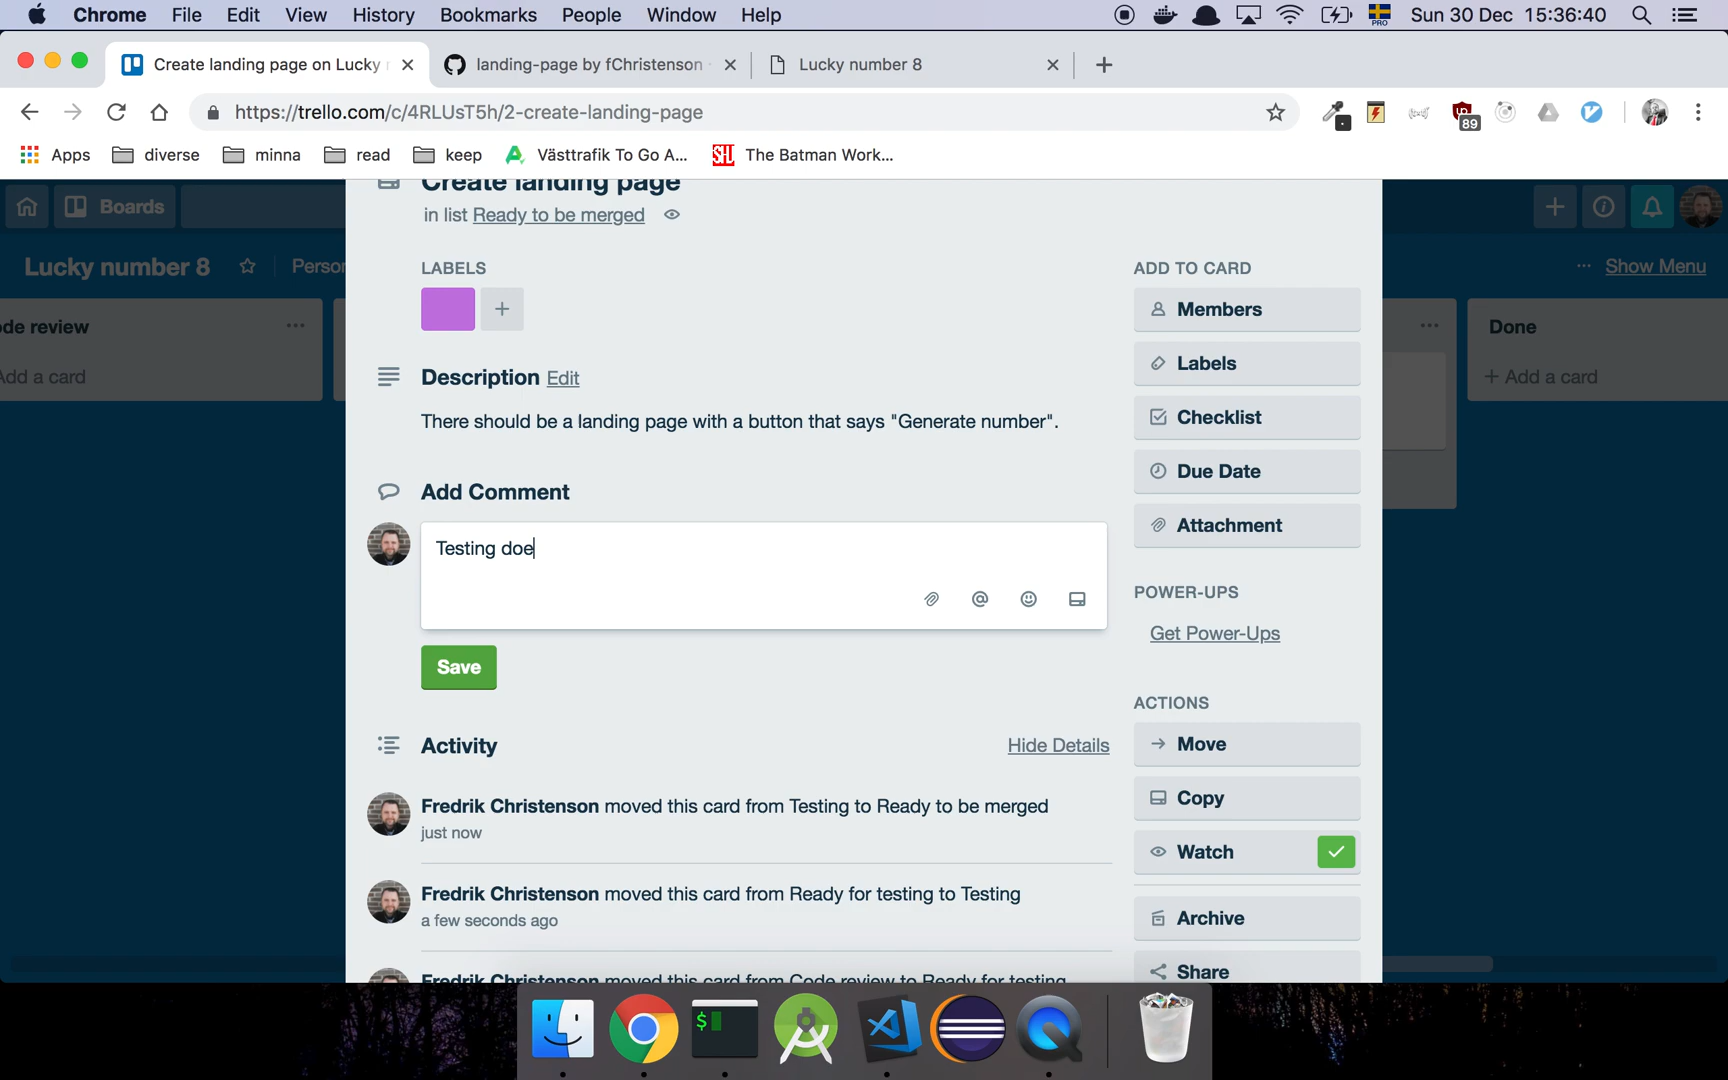 Chrome File Edit View History Bookmarks People Window Help PRO Sun 30 Dec 15:36:40
Create landing page on Lucky landing-page by fChristenson Lucky number 8
https://trello.com/c/4RLUsT5h/2-create-landing-page 89
Apps diverse minna read keep Västtrafik To Go A... The Batman Work...
Create landing page
in list Ready to be merged
Boards
Lucky number 8 Person Show Menu
LABELS ADD TO CARD
Members
de review Done
Labels
Add a card + Add a card
Description Edit
There should be a landing page with a button that says "Generate number".
Checklist
Due Date
Add Comment
Attachment
Testing doe
POWER-UPS
Get Power-Ups
Save
ACTIONS
Activity Hide Details Move
Fredrik Christenson moved this card from Testing to Ready to be merged Copy
just now
Watch
Fredrik Christenson moved this card from Ready for testing to Testing
a few seconds ago Archive
Fredrik Christenson moved this card from Code review to Ready for testing Share
$